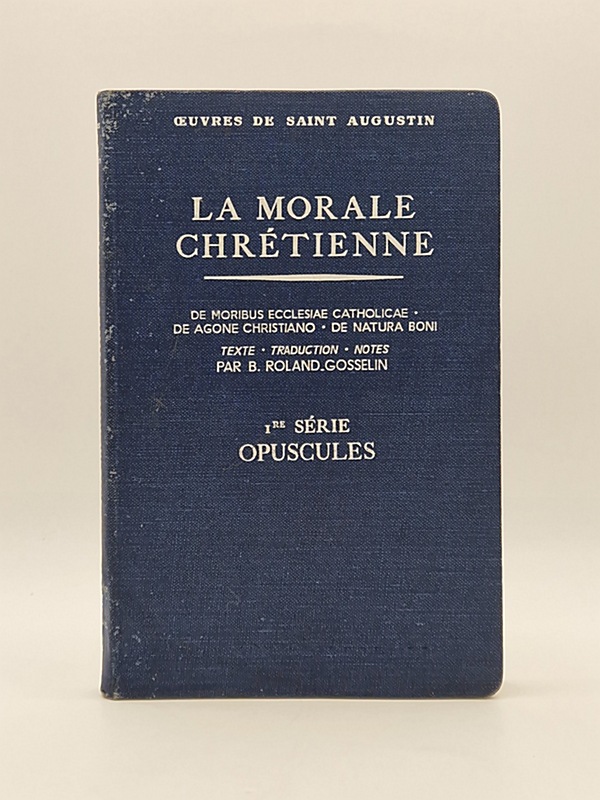 ŒUVRES DE SAINT AUGUSTIN
LA MORALE
CHRÉTIENNE
DE MORIBUS ECCLESIAE CATHOLICAE •
DE AGONE CHRISTIANO • DE NATURA BONI
TEXTE • TRADUCTION • NOTES
PAR B. ROLAND-GOSSELIN
1RE SÉRIE
OPUSCULES